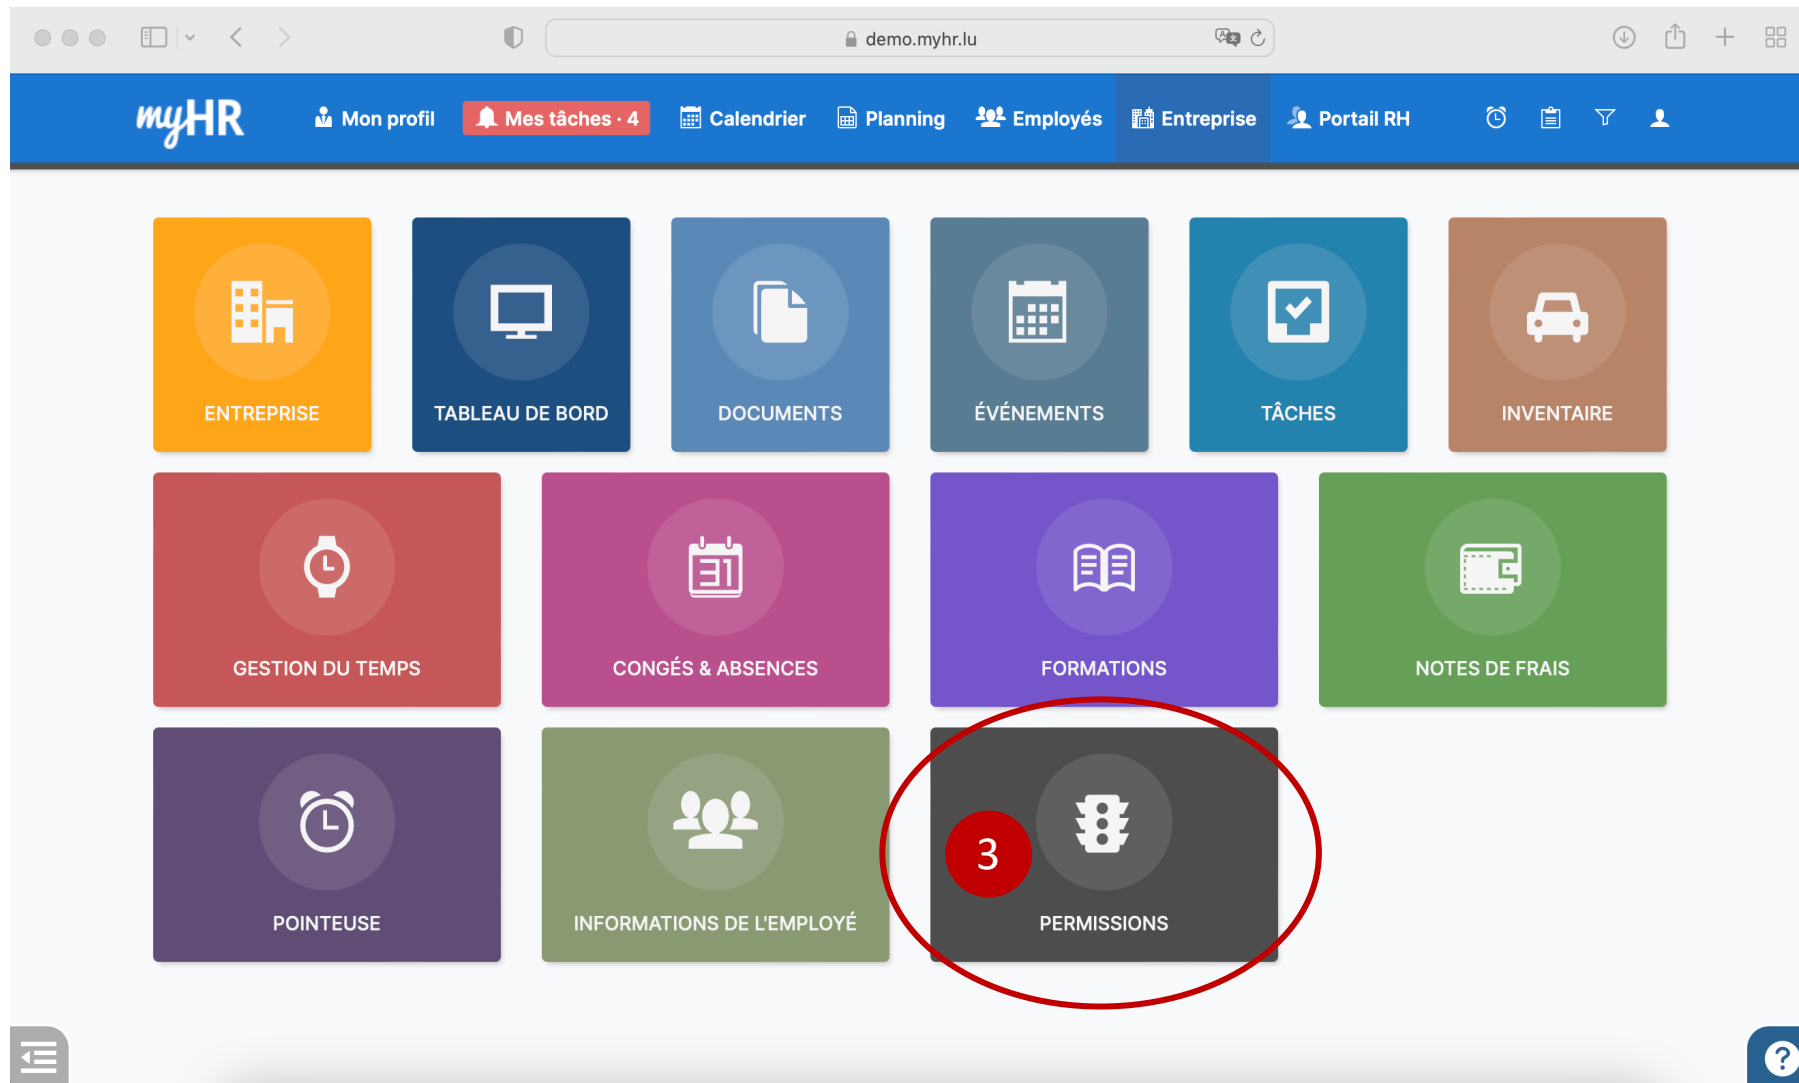 demo.myhr.lu
myHR
Mon profil
Mes tâches · 4
Calendrier
Planning
Employés
Entreprise
Portail RH
ENTREPRISE
TABLEAU DE BORD
DOCUMENTS
ÉVÉNEMENTS
TÂCHES
INVENTAIRE
31
GESTION DU TEMPS
CONGÉS & ABSENCES
FORMATIONS
NOTES DE FRAIS
3
POINTEUSE
INFORMATIONS DE L'EMPLOYÉ
PERMISSIONS
?